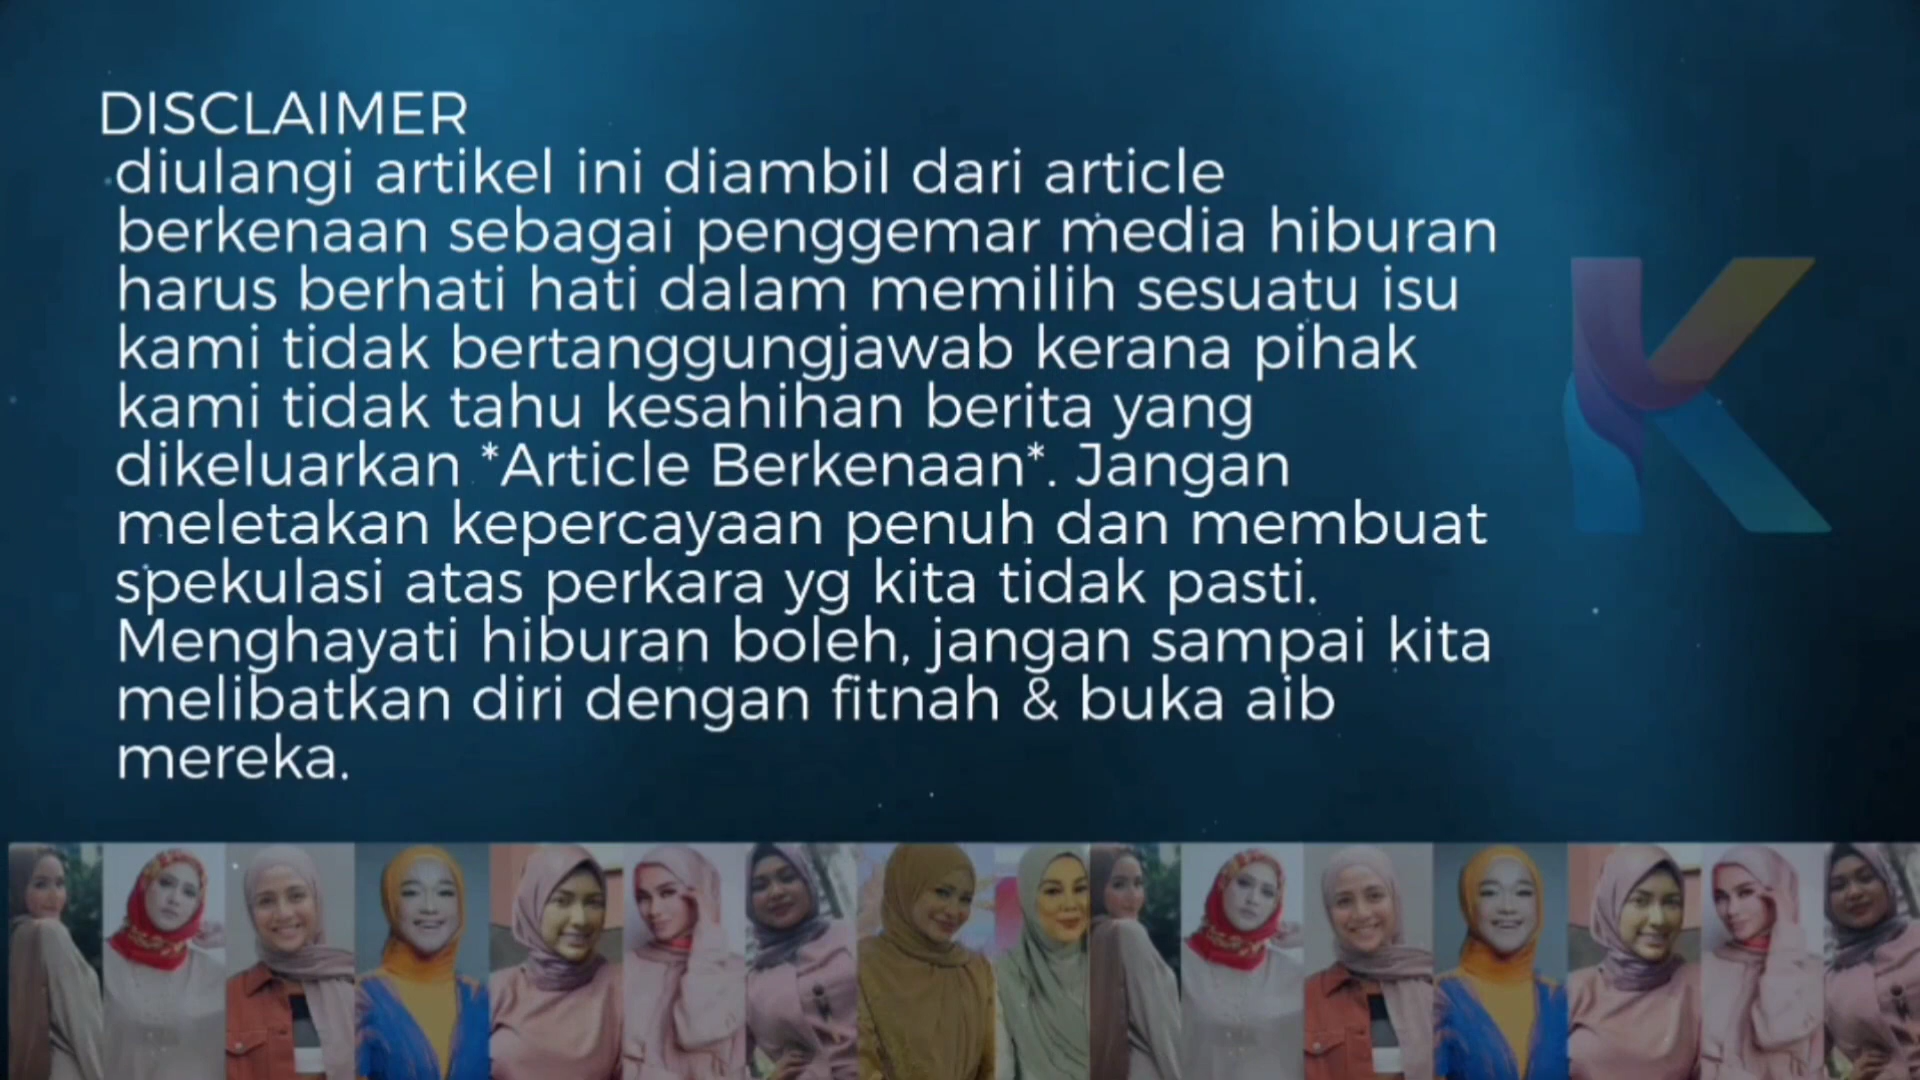 DISCLAIMER
diulangi artikel ini diambil dari article
berkenaan sebagai penggemar media hiburan
harus berhati hati dalam memilih sesuatu isu
kami tidak bertanggungjawab kerana pihak
kami tidak tahu kesahihan berita yang
dikeluarkan *Article Berkenaan*. Jangan
meletakan kepercayaan penuh dan membuat
spekulasi atas perkara yg kita tidak pasti.
Menghayati hiburan boleh, jangan sampai kita
melibatkan diri dengan fitnah & buka aib
mereka.
K